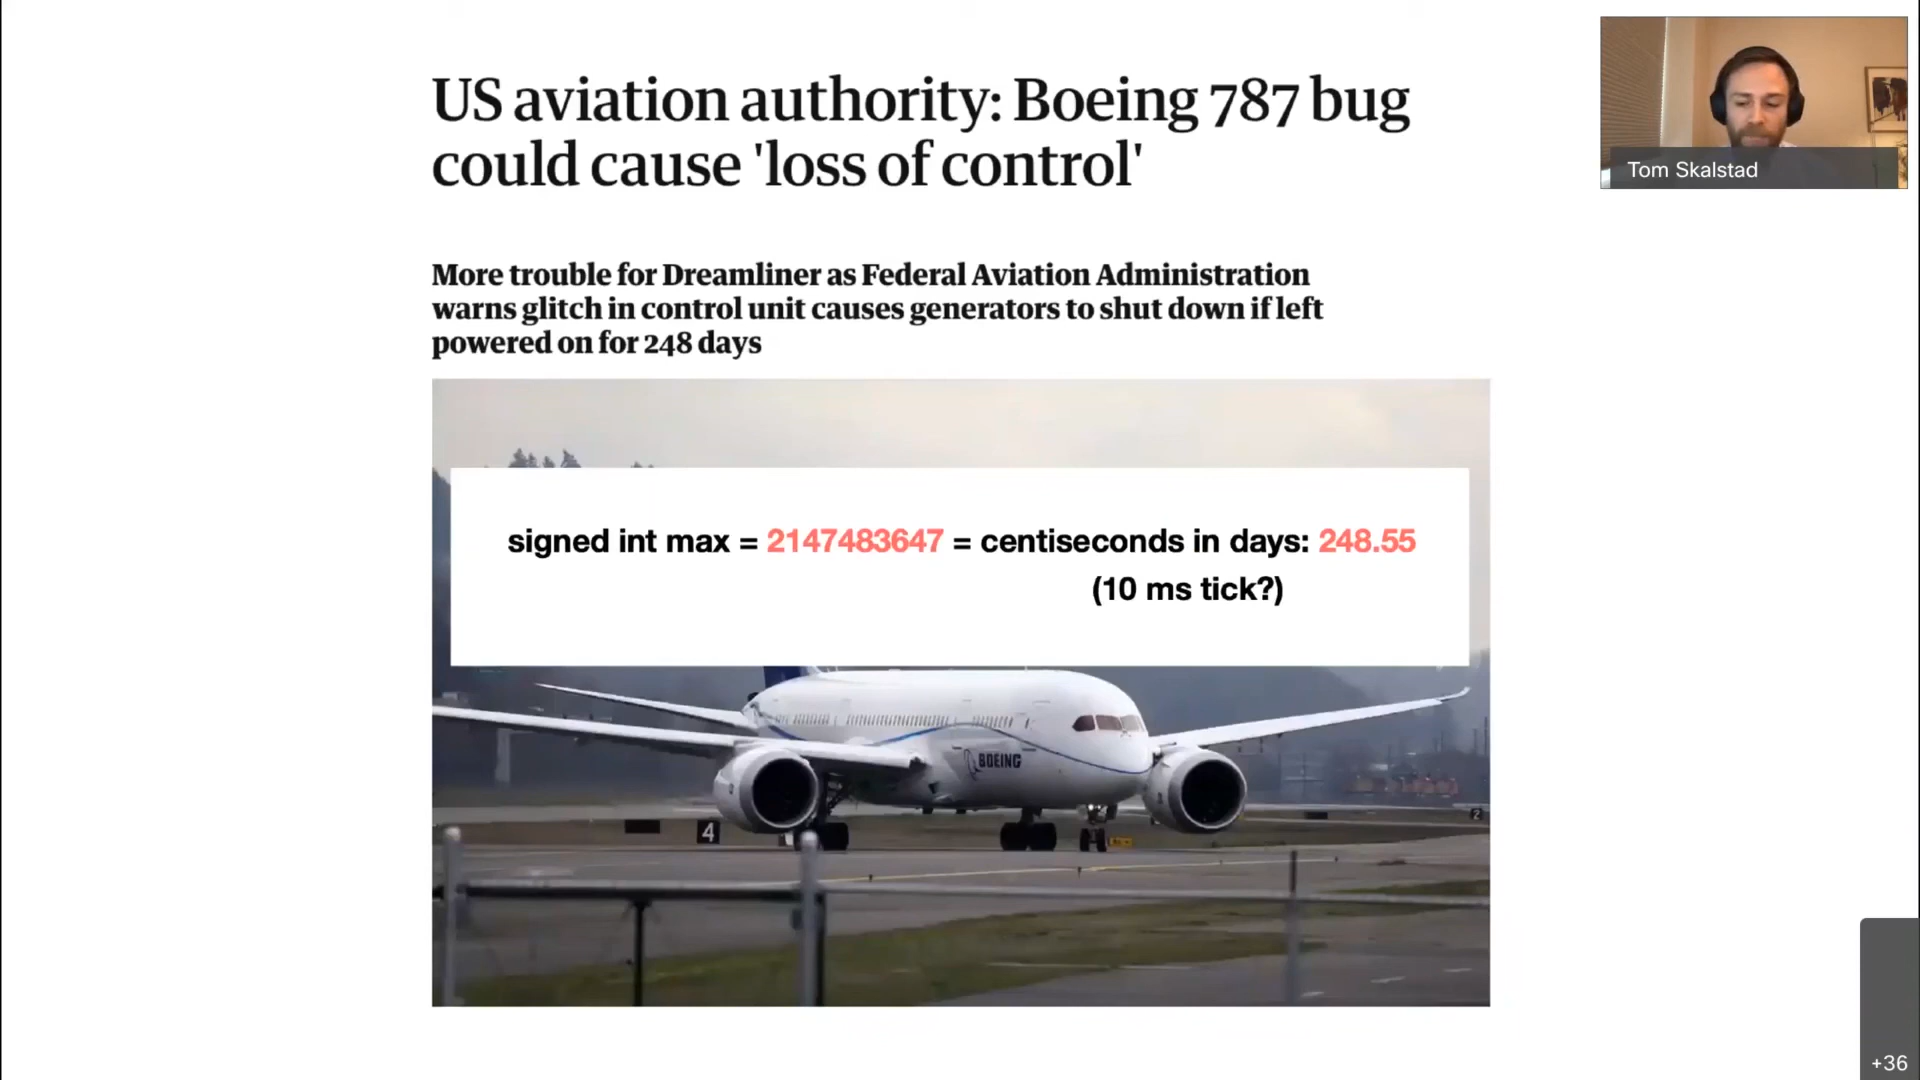 US aviation authority: Boeing 787 bug
could cause 'loss of control'
Tom Skalstad
More trouble for Dreamliner as Federal Aviation Administration
warns glitch in control unit causes generators to shut down if left
powered on for 248 days
signed int max = 2147483647 = centiseconds in days: 248.55
(10 ms tick?)
BOEING
4
2
+36